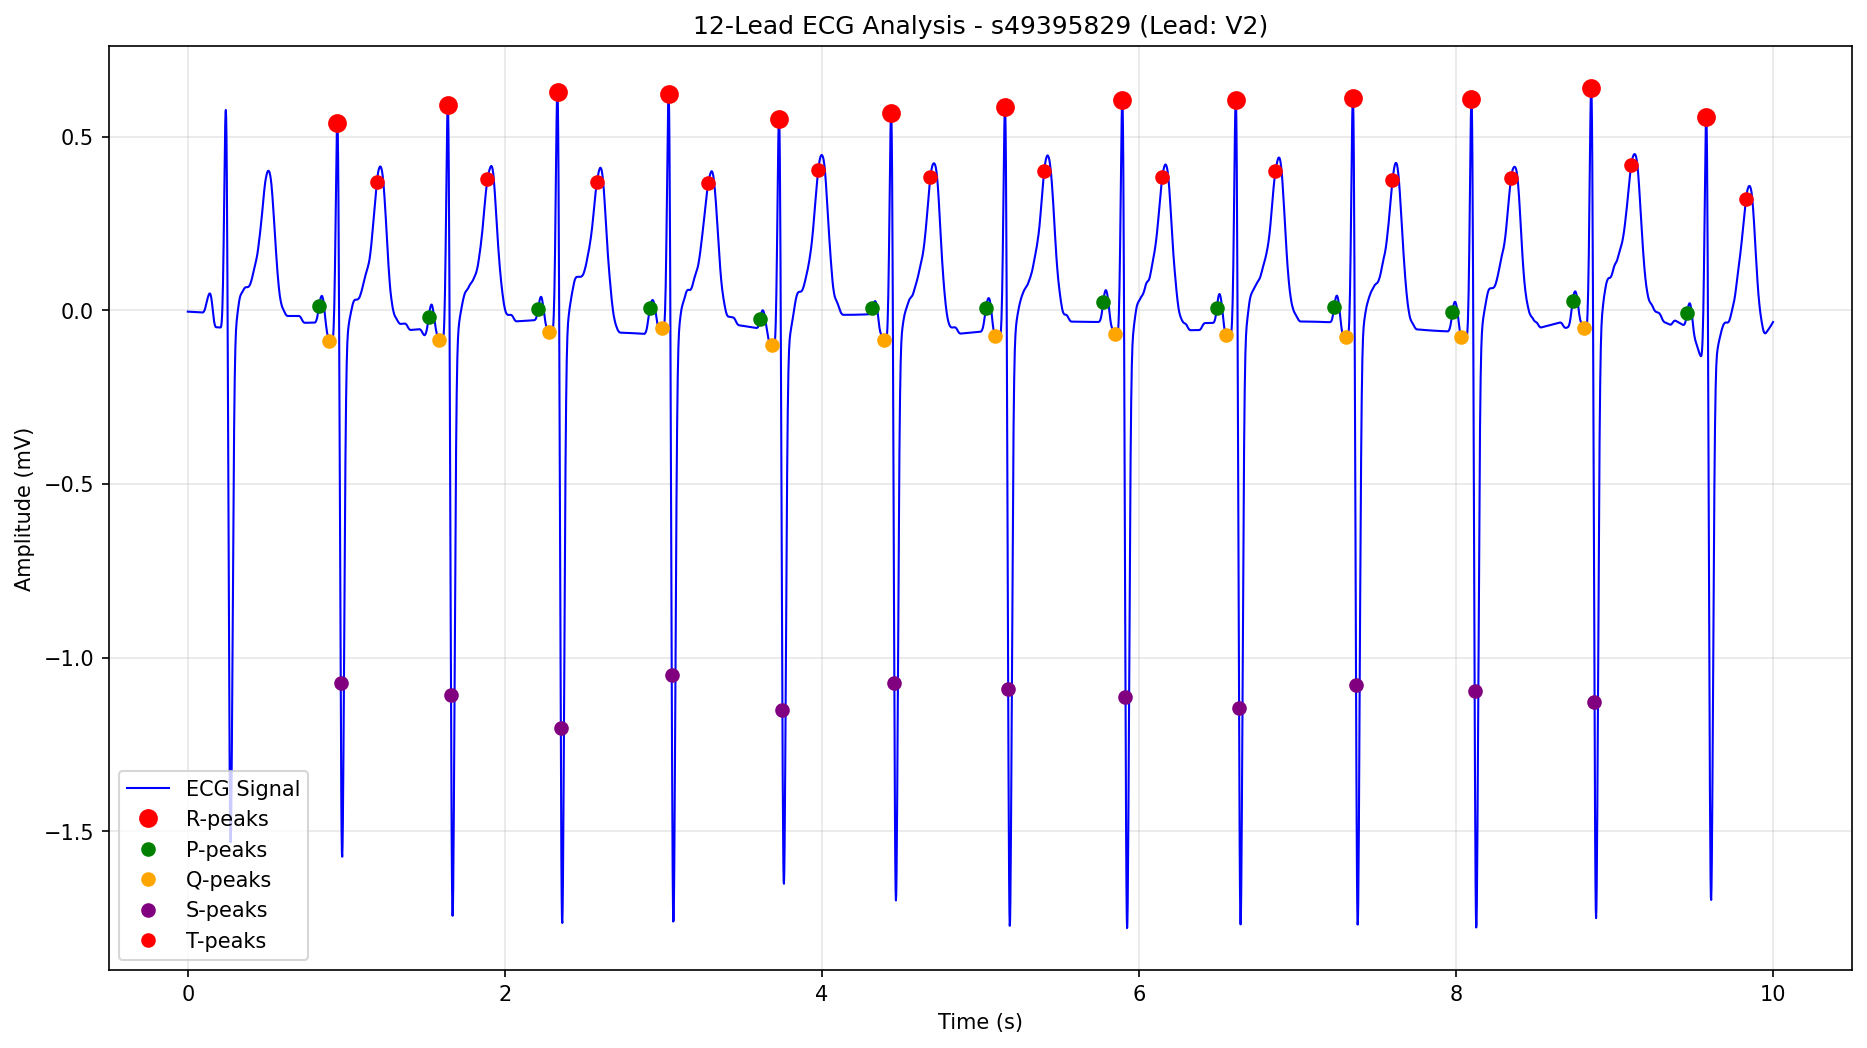 12-Lead ECG Analysis - s49395829 (Lead: V2)
Amplitude (mV)
0.5
0.0
−0.5
−1.0
−1.5
ECG Signal
R-peaks
P-peaks
Q-peaks
S-peaks
T-peaks
0 2 4 6 8 10
Time (s)